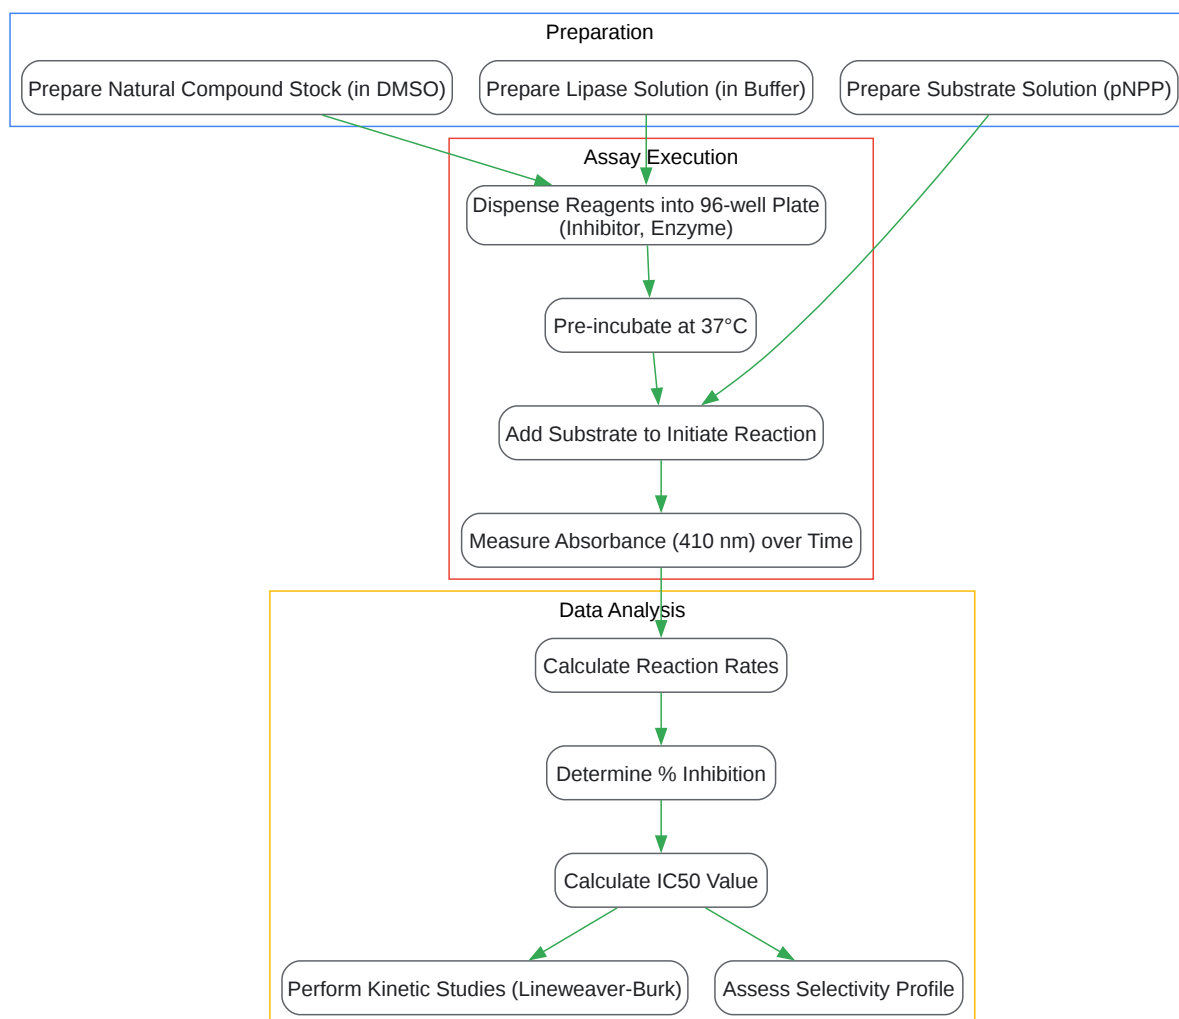 Preparation
Prepare Natural Compound Stock (in DMSO)
Prepare Lipase Solution (in Buffer)
Prepare Substrate Solution (pNPP)
Assay Execution
Dispense Reagents into 96-well Plate
(Inhibitor, Enzyme)
Pre-incubate at 37°C
Add Substrate to Initiate Reaction
Measure Absorbance (410 nm) over Time
Data Analysis
Calculate Reaction Rates
Determine % Inhibition
Calculate IC50 Value
Perform Kinetic Studies (Lineweaver-Burk)
Assess Selectivity Profile